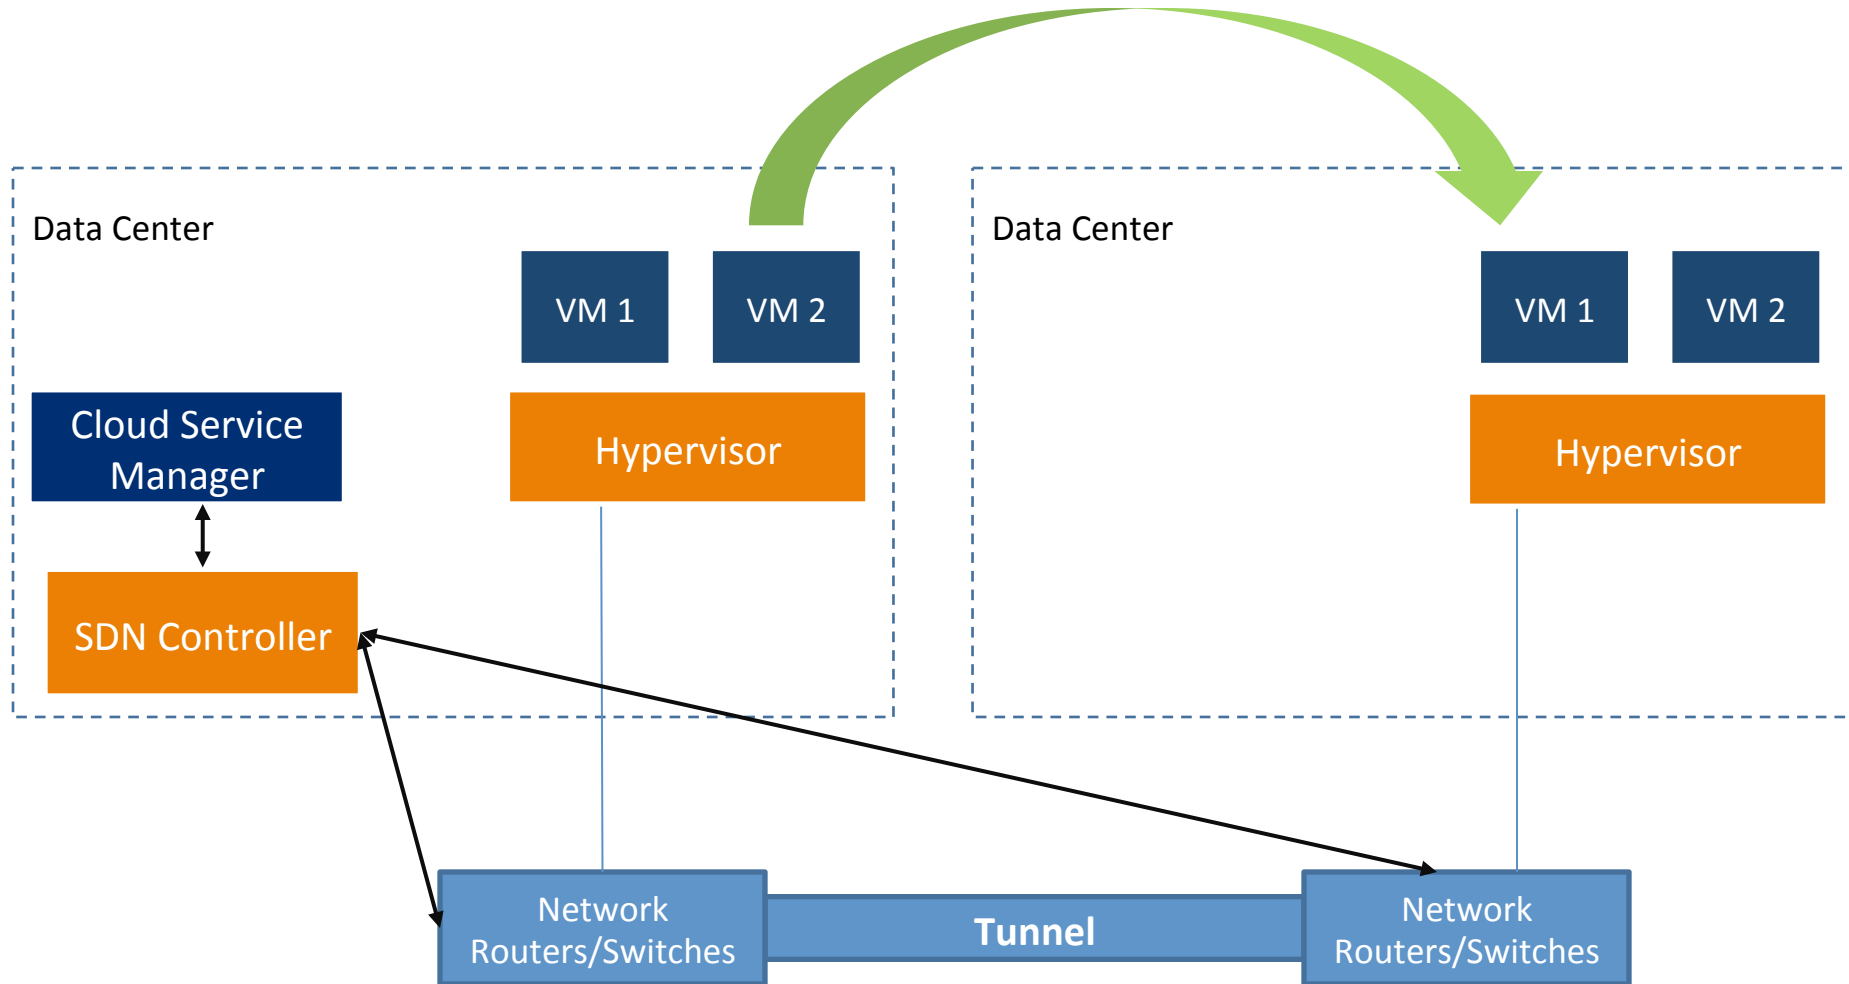 Data Center
VM 1
VM 2
Cloud Service
Manager
Hypervisor
SDN Controller
Data Center
VM 1
VM 2
Hypervisor
Network
Routers/Switches
Tunnel
Network
Routers/Switches